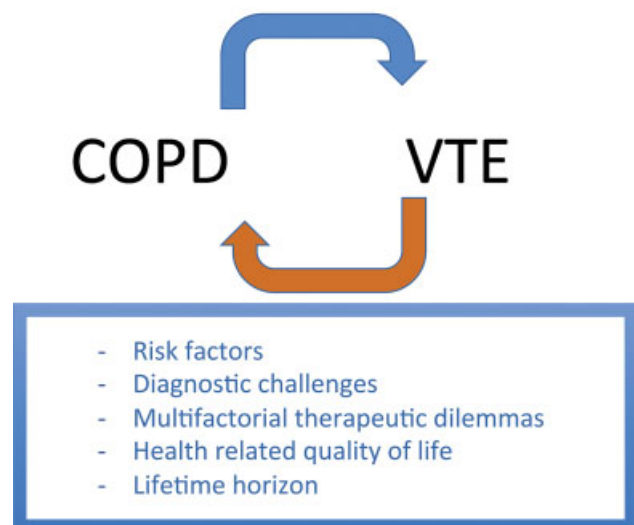 COPD VTE
- Risk factors
- Diagnostic challenges
- Multifactorial therapeutic dilemmas
- Health related quality of life
- Lifetime horizon